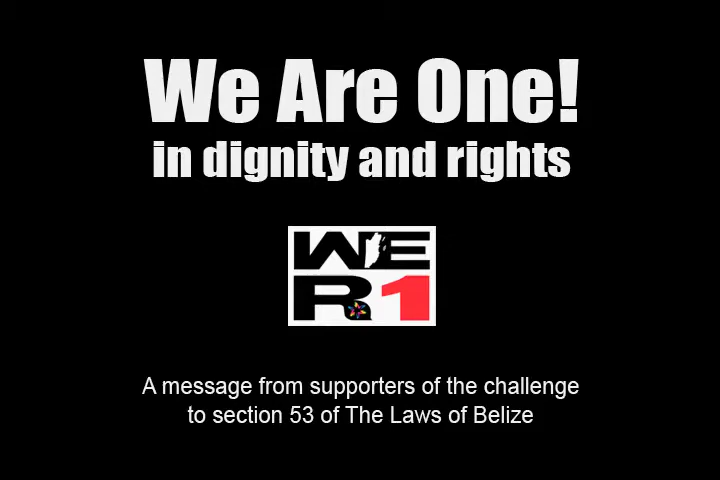 We Are One!
in dignity and rights
WE
R1
A message from supporters of the challenge
to section 53 of The Laws of Belize